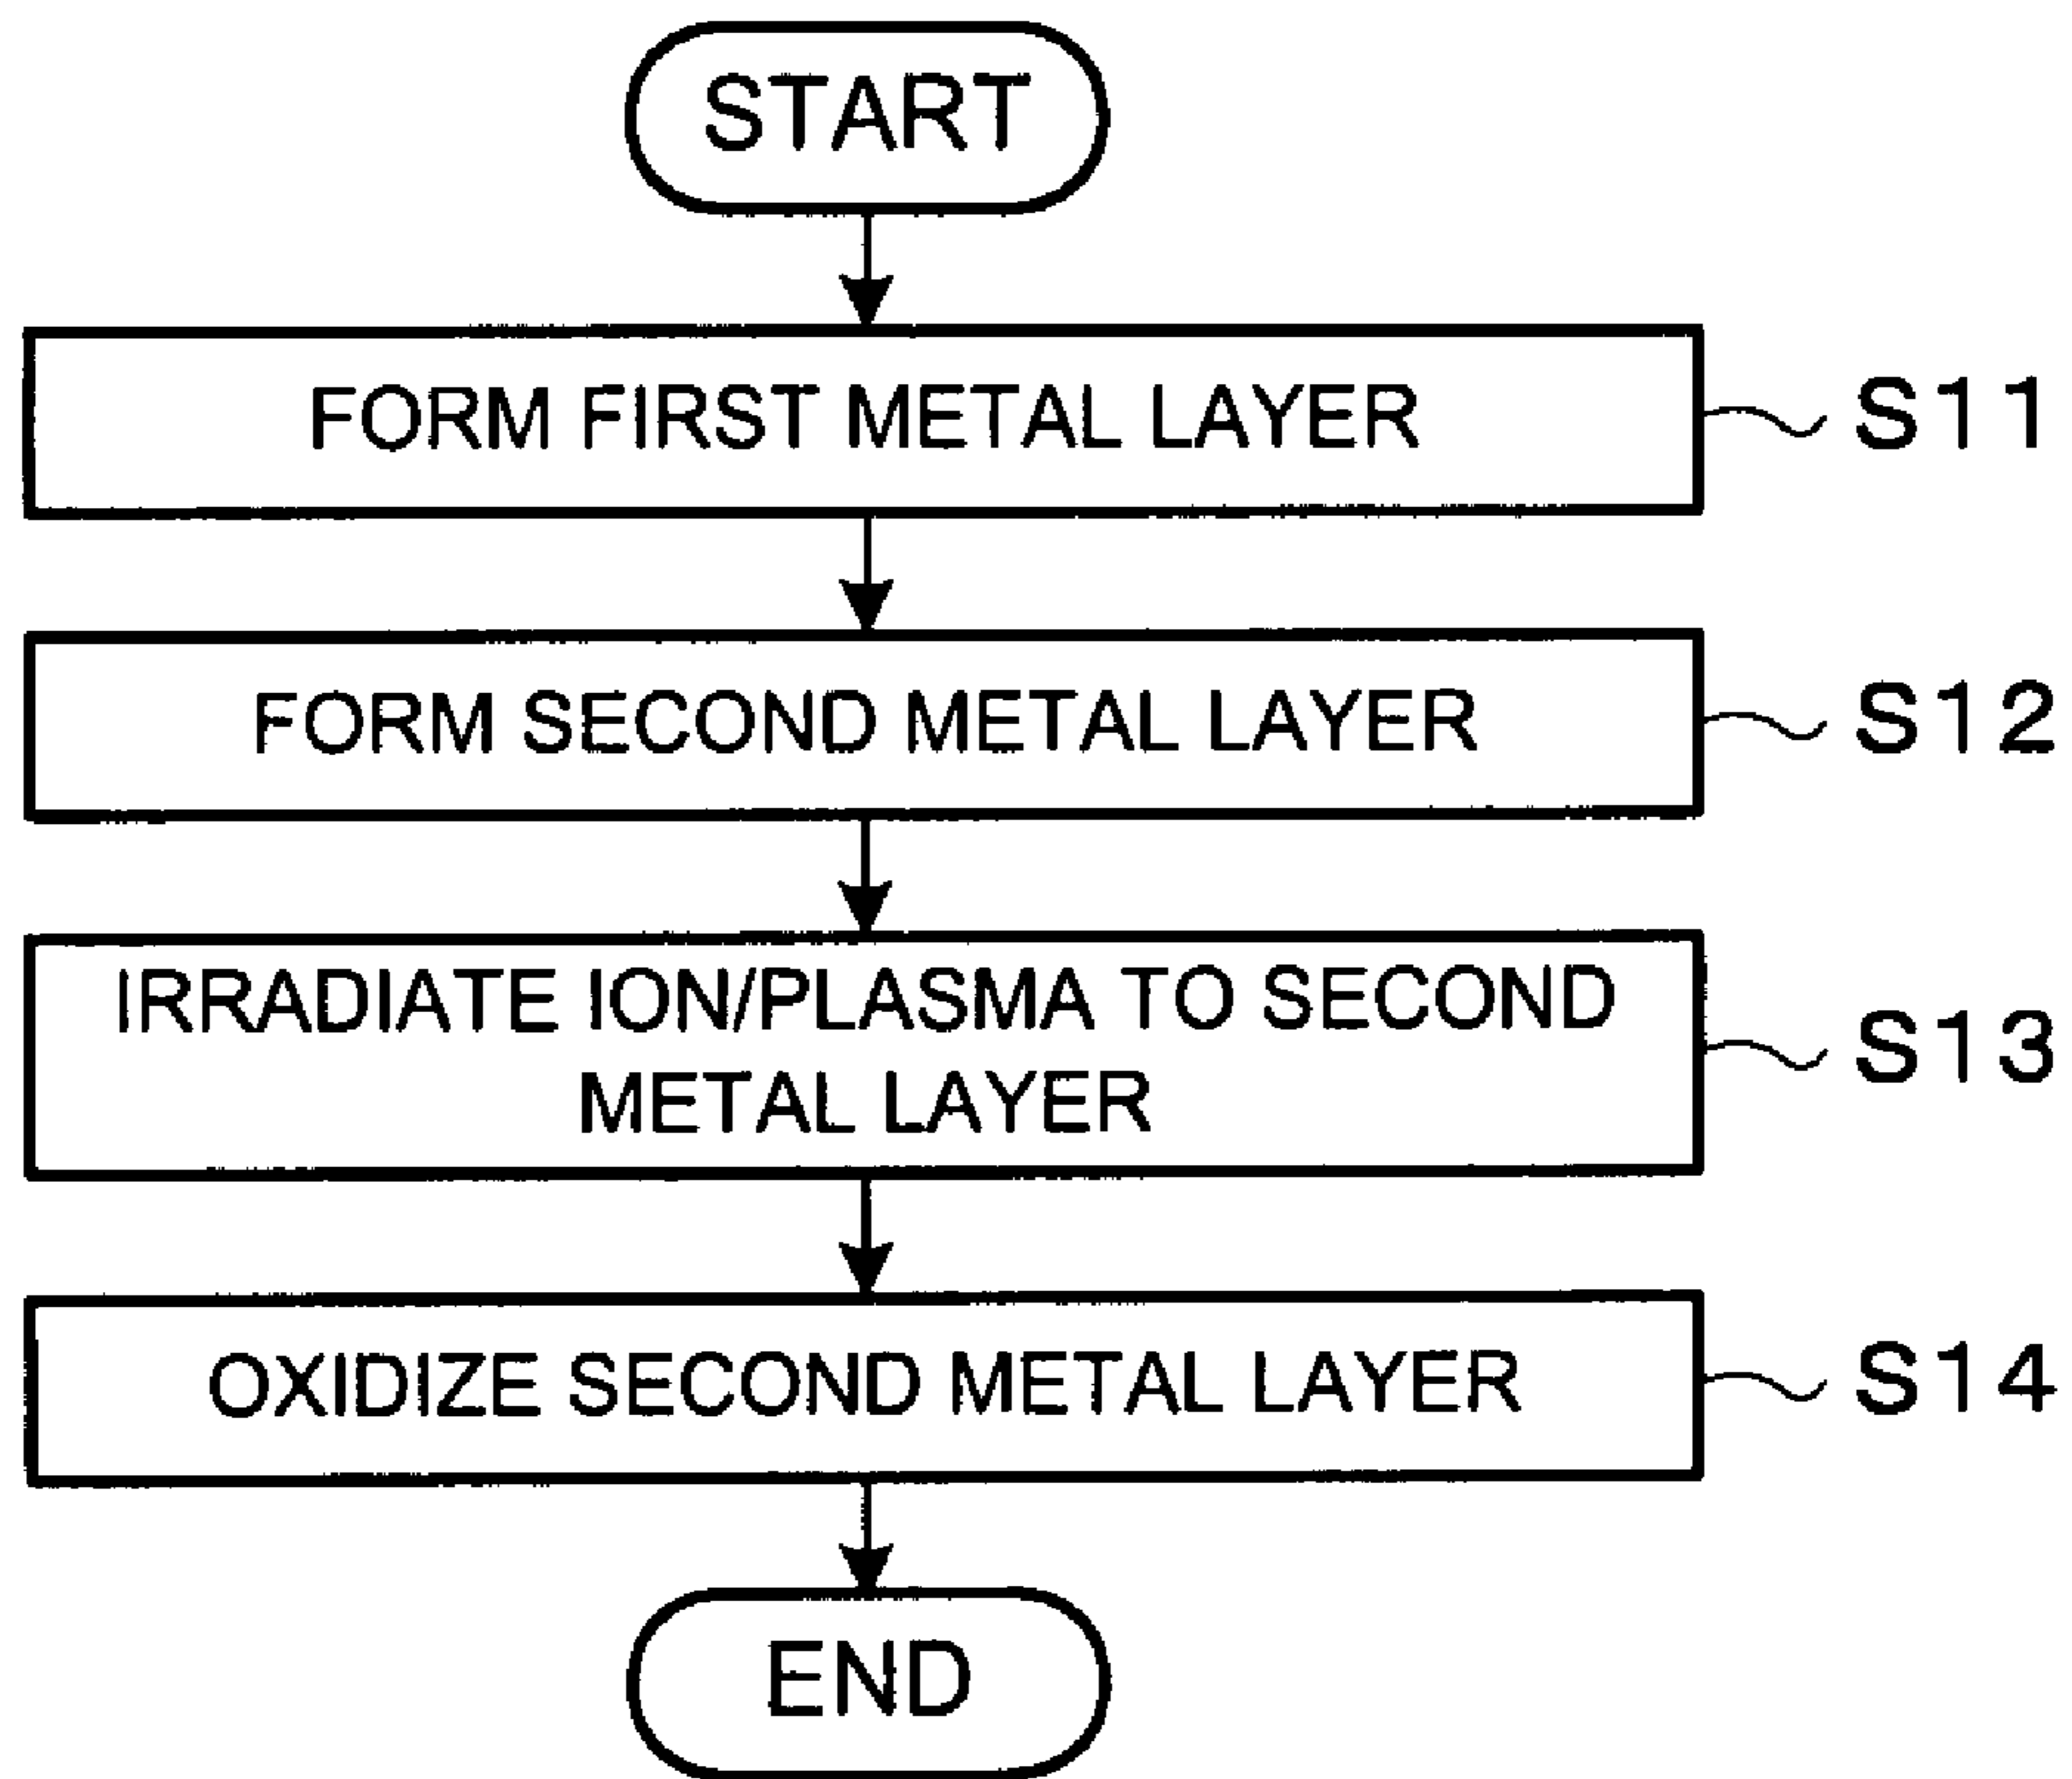 START
FORM FIRST METAL LAYER
S11
FORM SECOND METAL LAYER
S12
IRRADIATE ION/PLASMA TO SECOND
METAL LAYER
S13
OXIDIZE SECOND METAL LAYER
S14
END